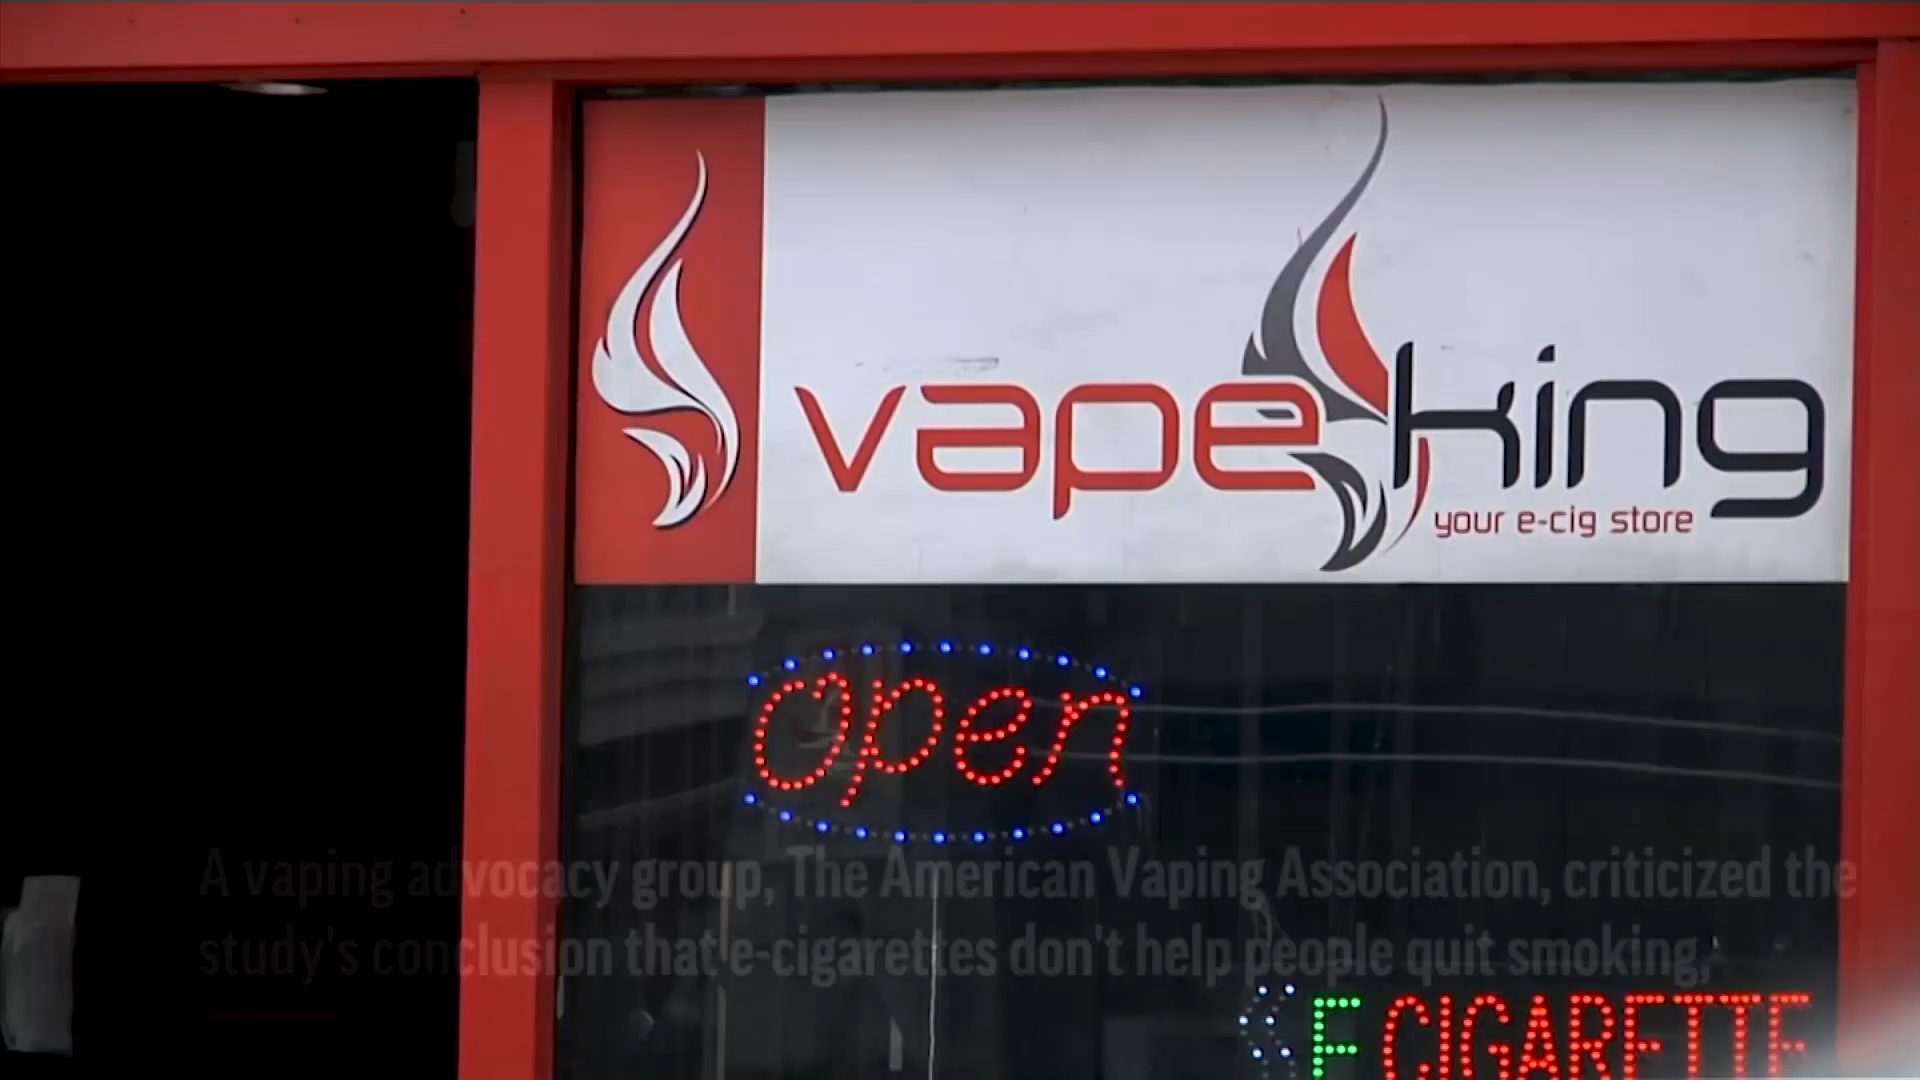 vape king
your e-cig store
open
A vaping advocacy group, The American Vaping Association, criticized the
study's conclusion that e-cigarettes don't help people quit smoking,
E CIGARETTE